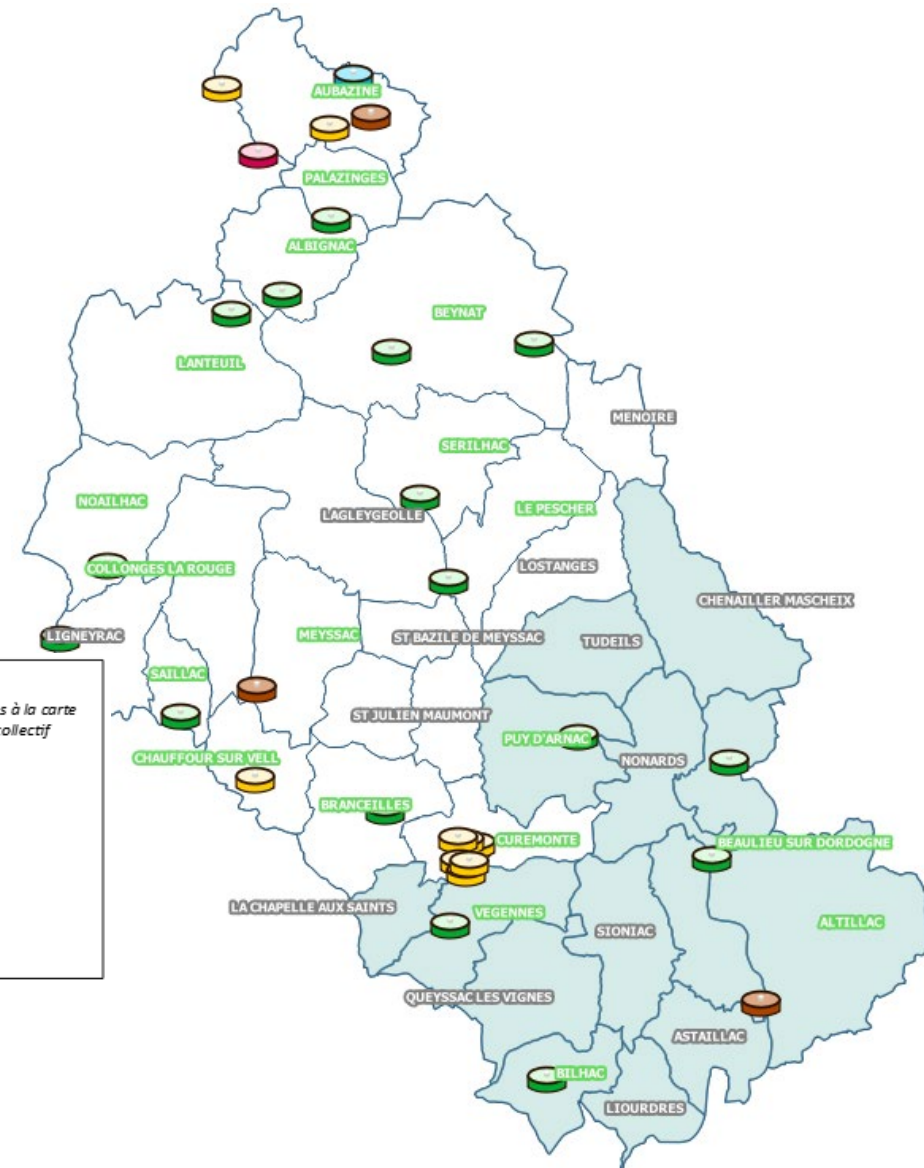 AUBAZINE
PALAZINGES
ALBIGNAC
BEYNAT
LANTEUIL
MENOIRE
SERILHAC
NOAILHAC
LE PESCHER
LAGLEYGEOLLE
LOSTANGES
COLLONGES LA ROUGE
CHENAILLER MASCHEIX
LIGNEYRAC
MEYSSAC
ST BAZILE DE MEYSSAC
TUDEILS
SAILLAC
à la carte
ollectif
ST JULIEN MAUMONT
PUY D'ARNAC
CHAUFFOUR SUR VELL
NONARDS
BRANCEILLES
CUREMONTE
BEAULIEU SUR DORDOGNE
LA CHAPELLE AUX SAINTS
VEGENNES
ALTILLAC
SIONIAC
QUEYSSAC LES VIGNES
ASTAILLAC
BILHAC
LIOURDRES